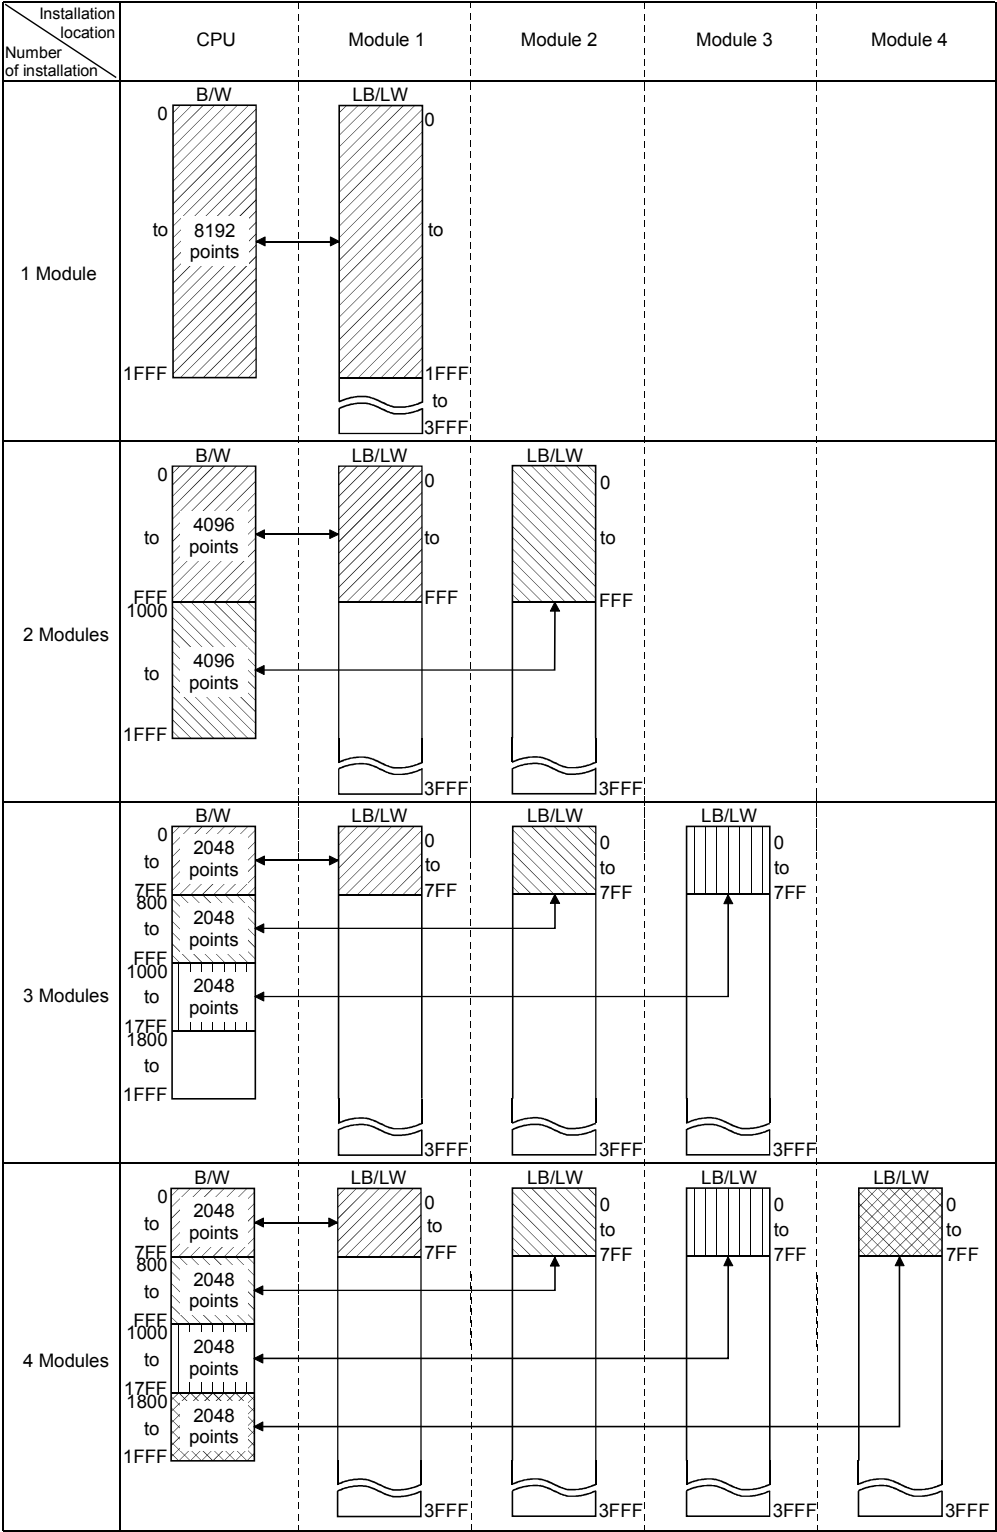 Installation
location
Number
of installation
CPU
Module 1
Module 2
Module 3
Module 4
1 Module
B/W
0
to
8192
points
1FFF
LB/LW
0
to
1FFF
to
3FFF
2 Modules
B/W
0
to
4096
points
FFF
1000
to
4096
points
1FFF
LB/LW
0
to
FFF
3FFF
LB/LW
0
to
FFF
3FFF
3 Modules
B/W
0
to
2048
points
7FF
800
to
2048
points
FFF
1000
to
2048
points
17FF
1800
to
1FFF
LB/LW
0
to
7FF
3FFF
LB/LW
0
to
7FF
3FFF
LB/LW
0
to
7FF
3FFF
4 Modules
B/W
0
to
2048
points
7FF
800
to
2048
points
FFF
1000
to
2048
points
17FF
1800
to
2048
points
1FFF
LB/LW
0
to
7FF
3FFF
LB/LW
0
to
7FF
3FFF
LB/LW
0
to
7FF
3FFF
LB/LW
0
to
7FF
3FFF